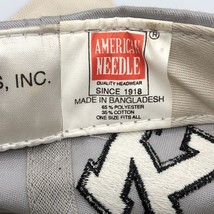 S, INC.
AMERICAN
NEEDLE
®
QUALITY HEADWEAR
SINCE 1918
MADE IN BANGLADESH
65 % POLYESTER
35 % COTTON
ONE SIZE FITS ALL